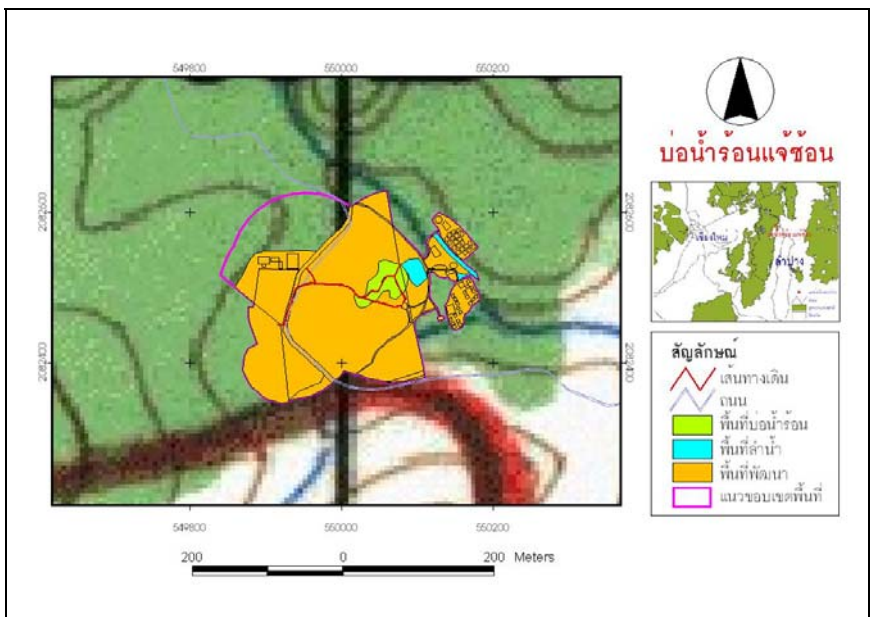 549800 550000 550200
2082600 2082600
2082400 2082400
549800 550000 550200
200 0 200 Meters
บ่อน้ำร้อนแจ้ซ้อน
เชียงใหม่
ลำปาง
สัญลักษณ์
เส้นทางเดิน
ถนน
พื้นที่บ่อน้ำร้อน
พื้นที่ลำน้ำ
พื้นที่พัฒนา
แนวขอบเขตพื้นที่